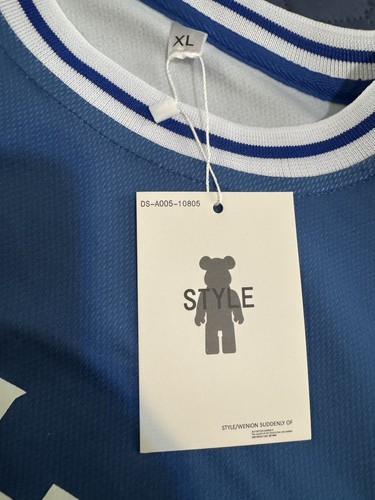 XL
DS-A005-10805
STYLE
STYLE/WENION SUDDENLY OF